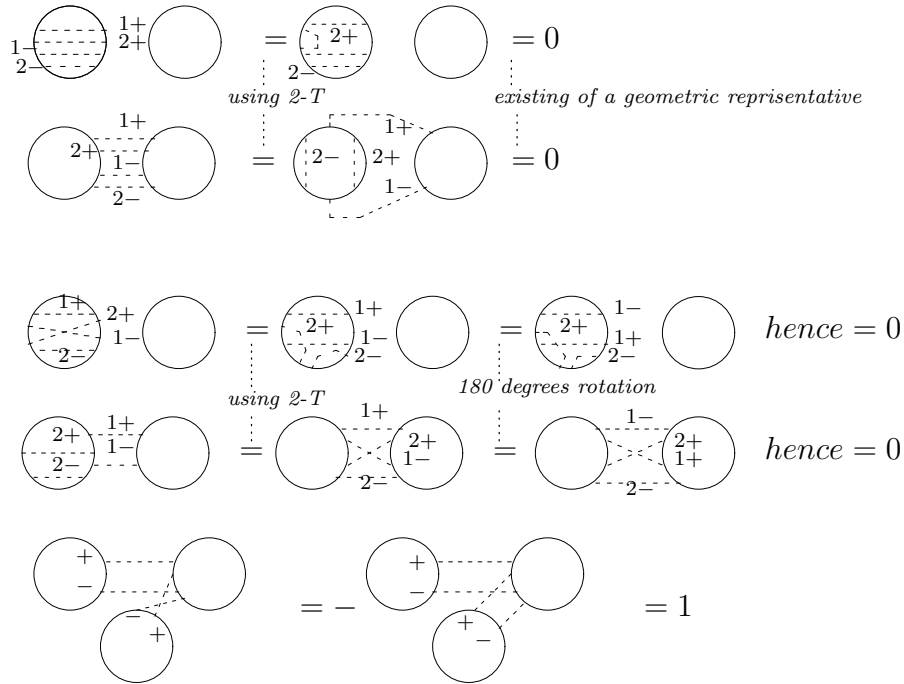 1+
1− 2+ = 2+ = 0
2− 2−
using 2-T existing of a geometric reprisentative
1+ 1+
2+ = 2− 2+ = 0
1− 1−
2−
1+ 2+ = 2+ 1+ = 2+ 1− hence = 0
1− 1− 1+
2− 2− 2−
using 2-T 180 degrees rotation
2+ 1+ = 1+ 2+ = 1− 2+ hence = 0
2− 1− 1− 1+
2− 2−
+ +
− = − − = 1
− +
+ −